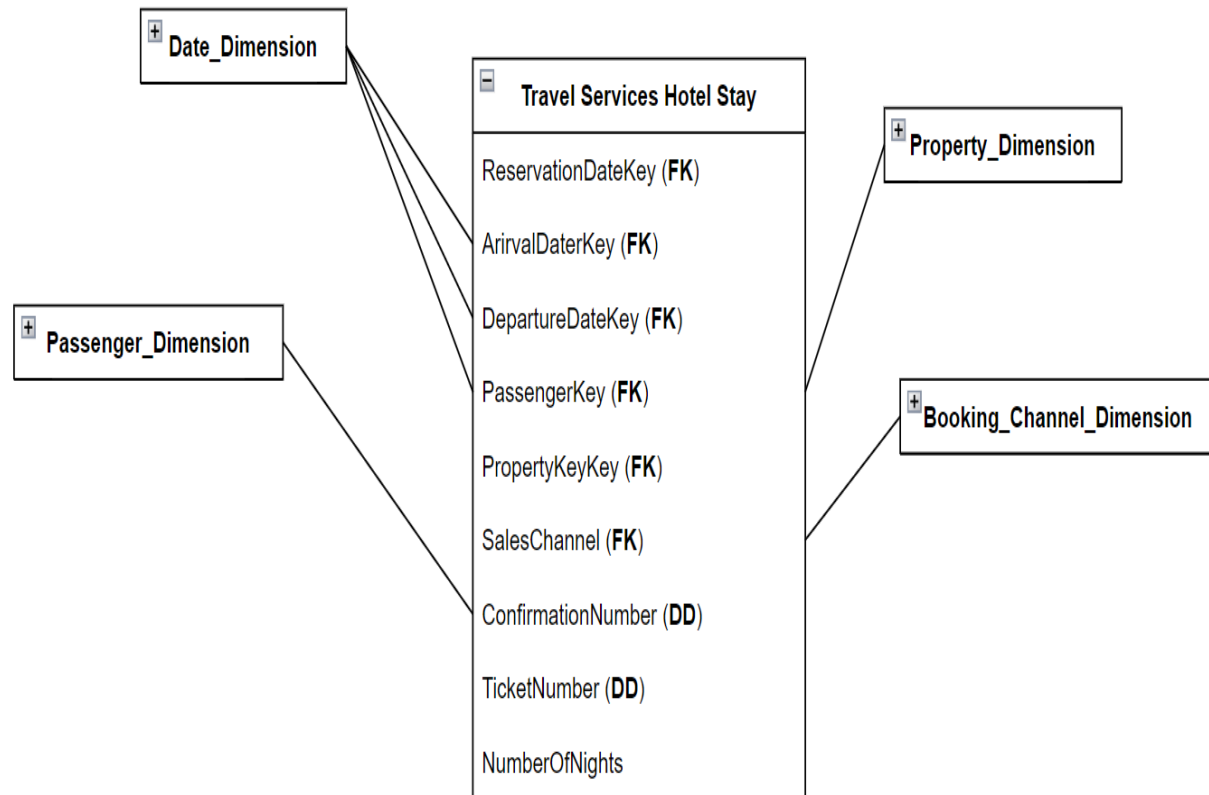 Date_Dimension
Travel Services Hotel Stay
Property_Dimension
ReservationDateKey (FK)
ArirvalDaterKey (FK)
DepartureDateKey (FK)
Passenger_Dimension
PassengerKey (FK)
Booking_Channel_Dimension
PropertyKeyKey (FK)
SalesChannel (FK)
ConfirmationNumber (DD)
TicketNumber (DD)
NumberOfNights